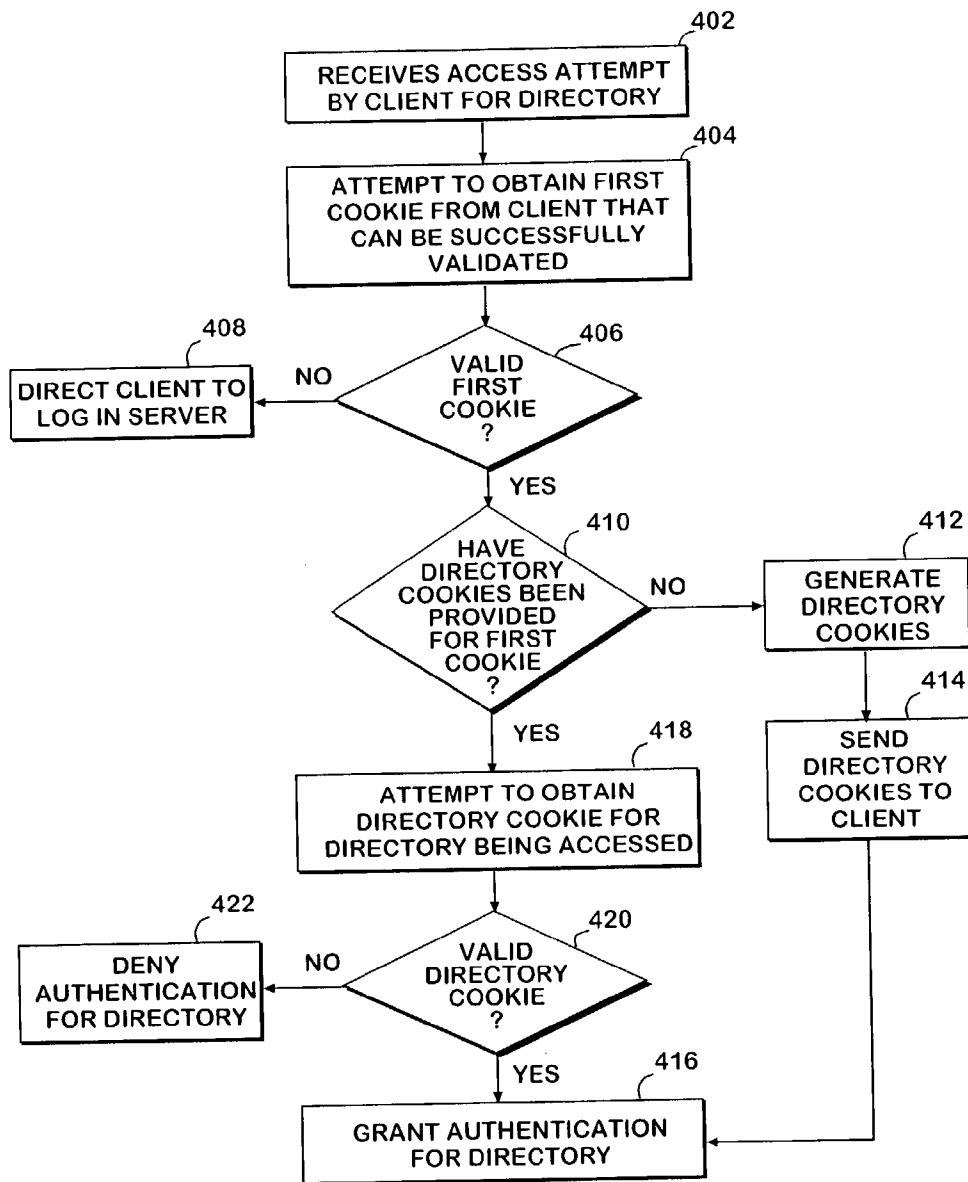 402
RECEIVES ACCESS ATTEMPT
BY CLIENT FOR DIRECTORY
404
ATTEMPT TO OBTAIN FIRST
COOKIE FROM CLIENT THAT
CAN BE SUCCESSFULLY
VALIDATED
406
VALID
FIRST
COOKIE
?
NO
408
DIRECT CLIENT TO
LOG IN SERVER
YES
410
HAVE
DIRECTORY
COOKIES BEEN
PROVIDED
FOR FIRST
COOKIE
?
NO
412
GENERATE
DIRECTORY
COOKIES
414
SEND
DIRECTORY
COOKIES TO
CLIENT
YES
418
ATTEMPT TO OBTAIN
DIRECTORY COOKIE FOR
DIRECTORY BEING ACCESSED
420
VALID
DIRECTORY
COOKIE
?
NO
422
DENY
AUTHENTICATION
FOR DIRECTORY
YES
416
GRANT AUTHENTICATION
FOR DIRECTORY